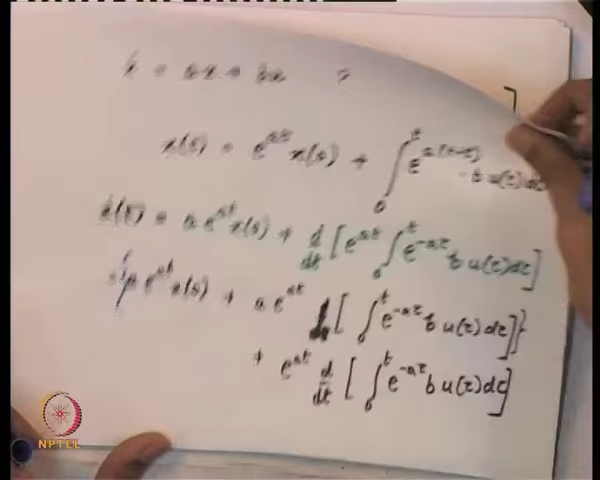 ẋ = ax + bu ?
x(t) = e^{at} x(0) + ∫_0^t e^{a(t-τ)} · b u(τ) dτ
ẋ(t) = a e^{at} x(0) + d/dt [ e^{at} ∫_0^t e^{-aτ} b u(τ) dτ ]
= { a e^{at} x(0) + a e^{at} [ ∫_0^t e^{-aτ} b u(τ) dτ ] }
+ e^{at} d/dt [ ∫_0^t e^{-aτ} b u(τ) dτ ]
NPTEL